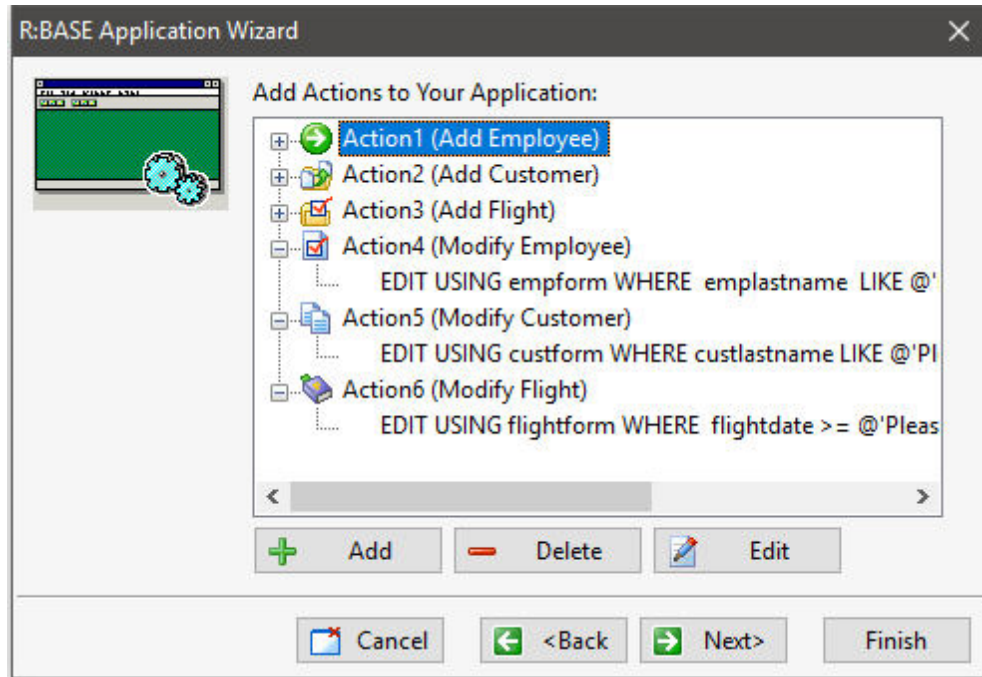 R:BASE Application Wizard
Add Actions to Your Application:
Action1 (Add Employee)
Action2 (Add Customer)
Action3 (Add Flight)
Action4 (Modify Employee)
EDIT USING empform WHERE emplastname LIKE @'
Action5 (Modify Customer)
EDIT USING custform WHERE custlastname LIKE @'Pl
Action6 (Modify Flight)
EDIT USING flightform WHERE flightdate >= @'Pleas
Add Delete Edit
Cancel <Back Next> Finish